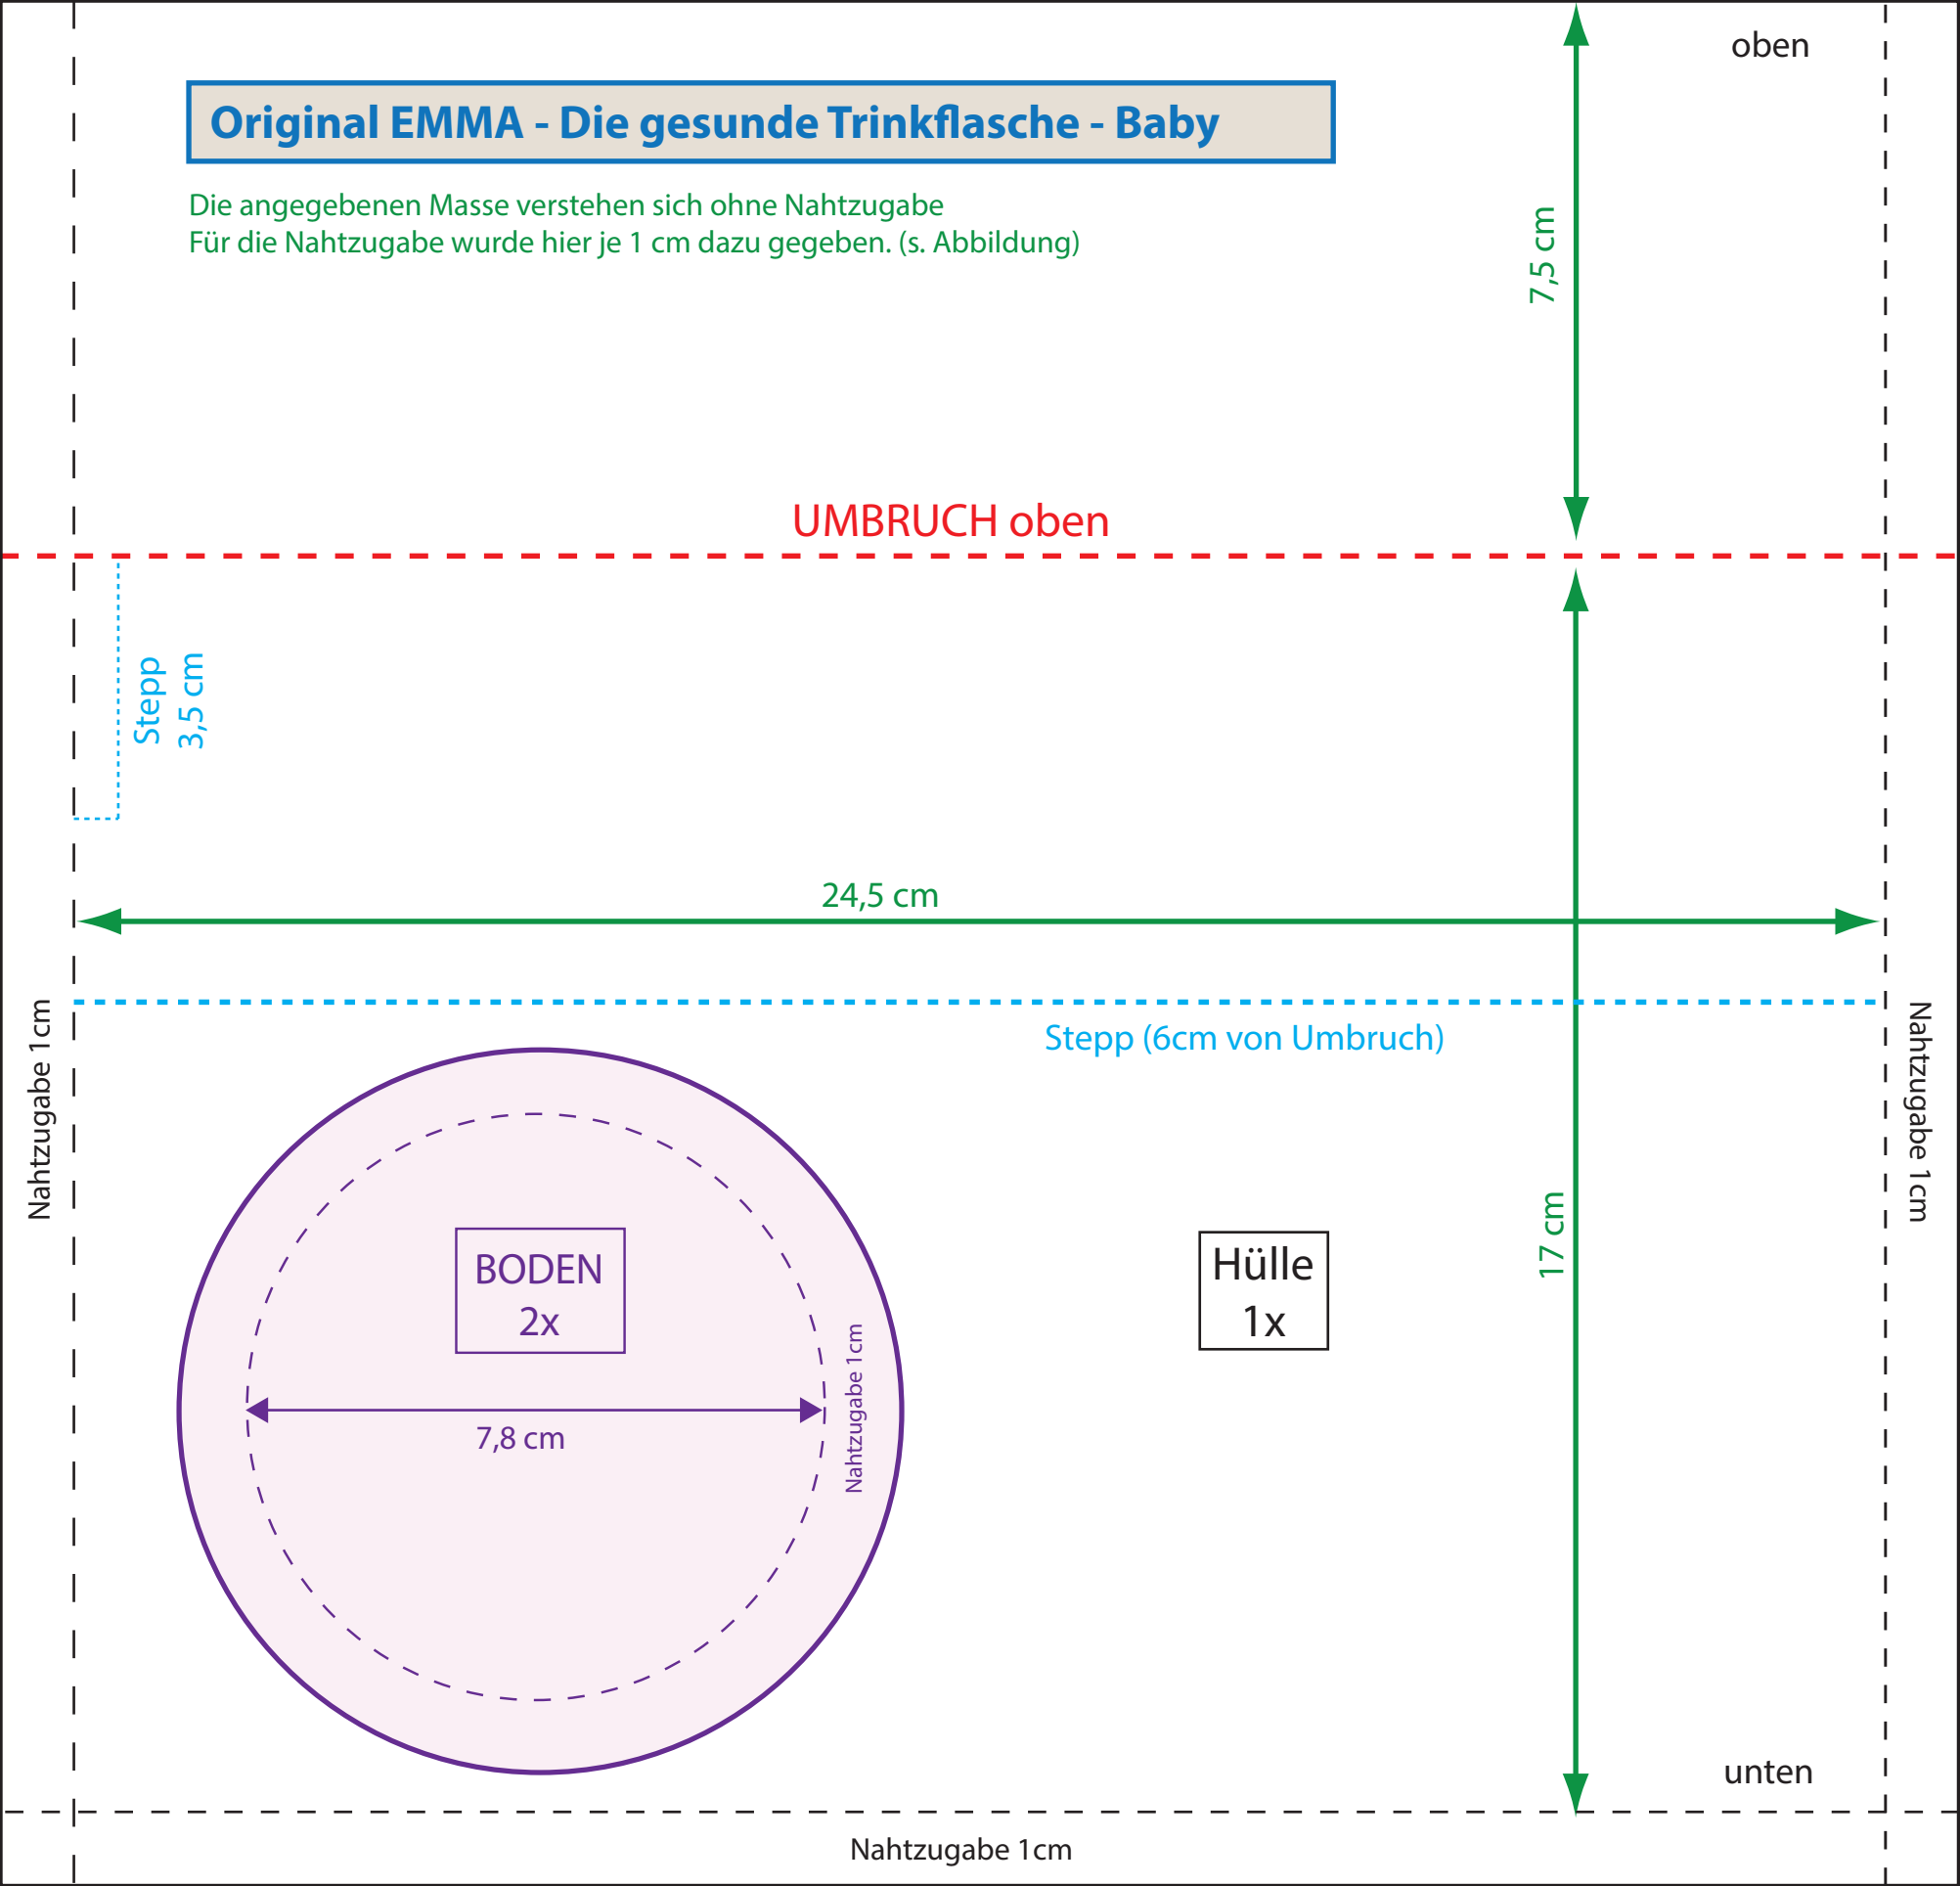 oben
Original EMMA - Die gesunde Trinkflasche - Baby
Die angegebenen Masse verstehen sich ohne Nahtzugabe
Für die Nahtzugabe wurde hier je 1 cm dazu gegeben. (s. Abbildung)
7,5 cm
UMBRUCH oben
Stepp
3,5 cm
24,5 cm
Nahtzugabe 1cm
Stepp (6cm von Umbruch)
Nahtzugabe 1cm
BODEN
2x
7,8 cm
Nahtzugabe 1cm
Hülle
1x
17 cm
unten
Nahtzugabe 1cm